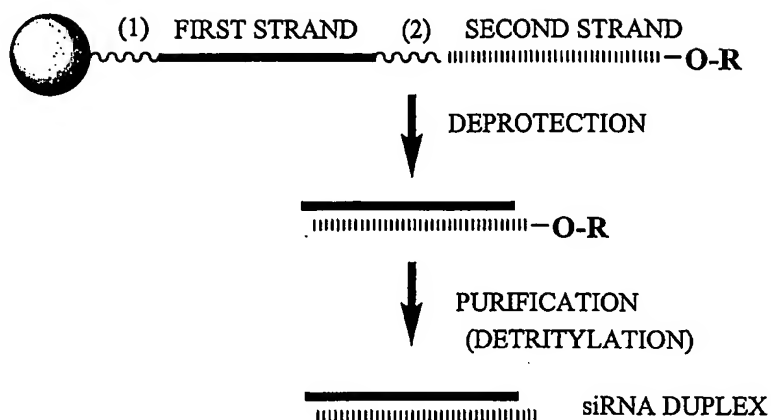 (1) FIRST STRAND (2) SECOND STRAND
O-R
DEPROTECTION
O-R
PURIFICATION
(DETRITYLATION)
siRNA DUPLEX